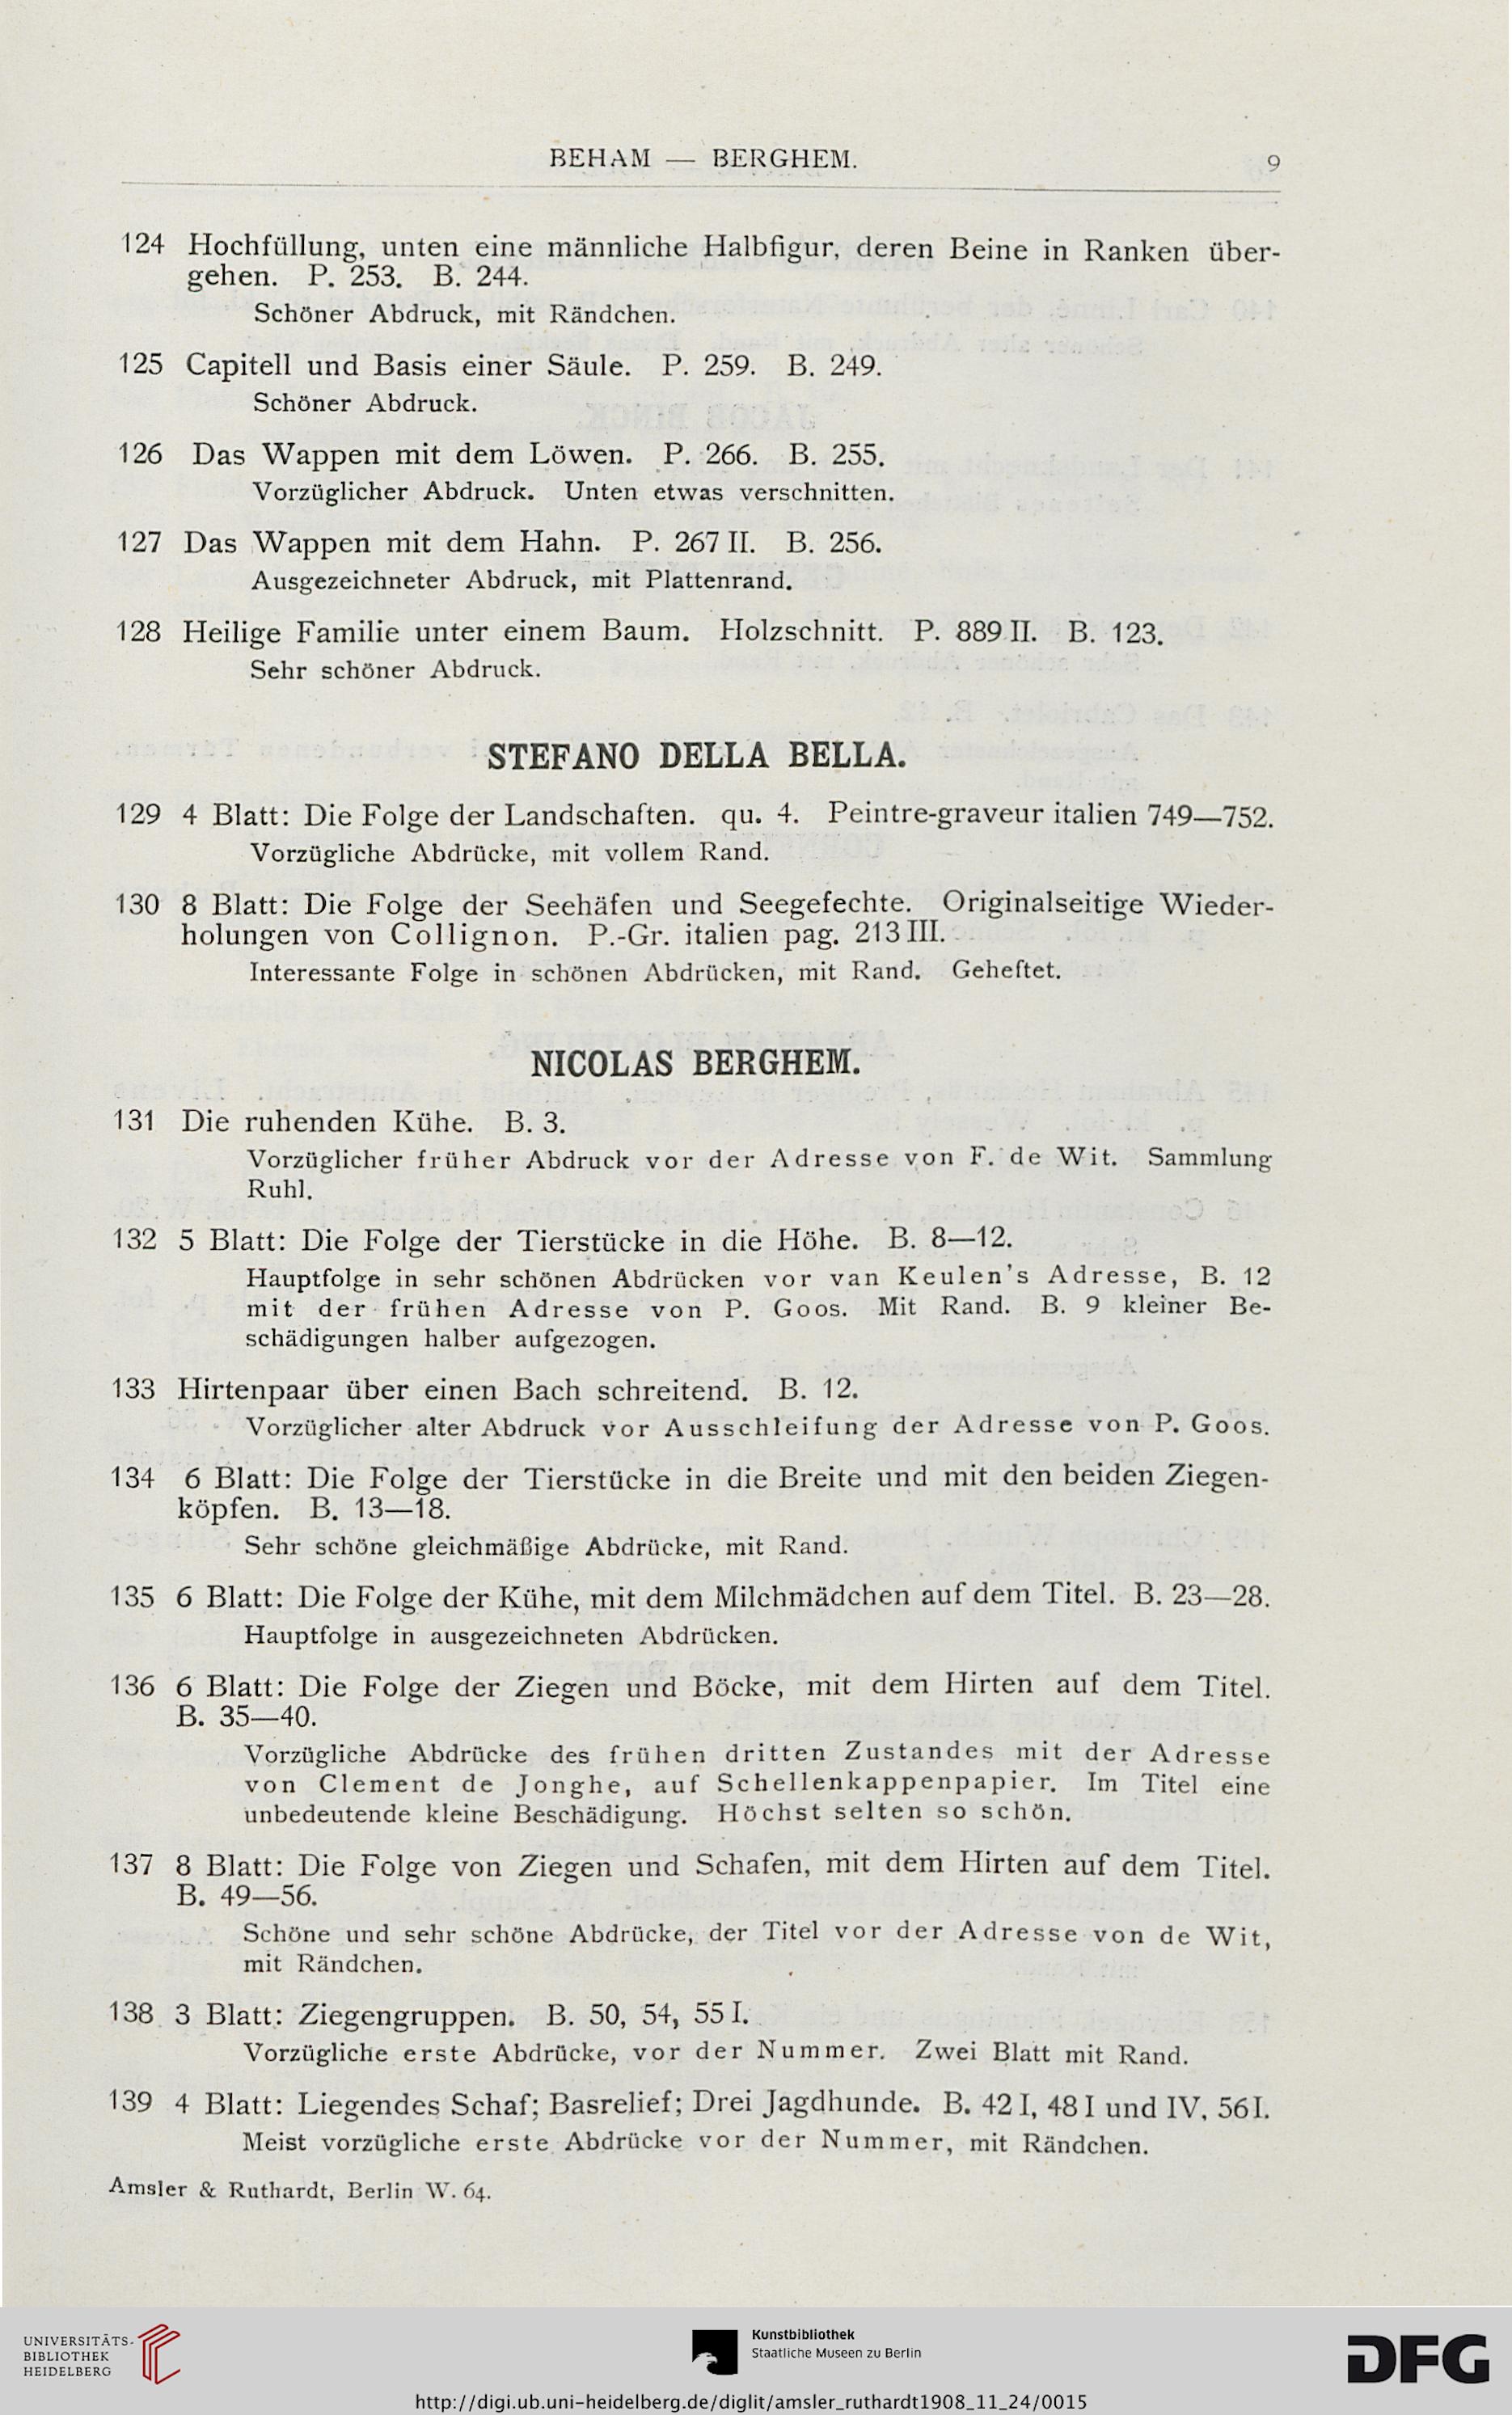 BEHAM — BERGHEM.
9
124 Hochfüllung, unten eine männliche Halbfigur, deren Beine in Ranken über-
gehen. P. 253. B. 244.
Schöner Abdruck, mit Rändchen.
125 Capitell und Basis einer Säule. P. 259. B. 249.
Schöner Abdruck.
126 Das Wappen mit dem Löwen. P. 266. B. 255.
Vorzüglicher Abdruck. Unten etwas verschnitten.
127 Das Wappen mit dem Hahn. P. 267 II. B. 256.
Ausgezeichneter Abdruck, mit Plattenrand.
128 Heilige Familie unter einem Baum. Holzschnitt. P. 889 II. B. 123.
Sehr schöner Abdruck.
STEFANO DELLA BELLA.
129 4 Blatt: Die Folge der Landschaften. qu. 4. Peintre-graveur italien 749—752.
Vorzügliche Abdrücke, mit vollem Rand.
130 8 Blatt: Die Folge der Seehäfen und Seegefechte. Originalseitige Wieder-
holungen von Collignon. P.-Gr. italien pag. 213 III.
Interessante Folge in schönen Abdrücken, mit Rand. Geheftet.
NICOLAS BERGHEM.
131 Die ruhenden Kühe. B. 3.
Vorzüglicher früher Abdruck vor der Adresse von F. de Wit. Sammlung
Ruhl.
132 5 Blatt: Die Folge der Tierstücke in die Höhe. B. 8—12.
Hauptfolge in sehr schönen Abdrücken vor van Keulen's Adresse, B. 12
mit der frühen Adresse von P. Goos. Mit Rand. B. 9 kleiner Be-
schädigungen halber aufgezogen.
133 Hirtenpaar über einen Bach schreitend. B. 12.
Vorzüglicher alter Abdruck vor Ausschleifung der Adresse von P. Goos.
134 6 Blatt: Die Folge der Tierstücke in die Breite und mit den beiden Ziegen-
köpfen. B. 13—18.
Sehr schöne gleichmäßige Abdrücke, mit Rand.
135 6 Blatt: Die Folge der Kühe, mit dem Milchmädchen auf dem Titel. B. 23—28.
Hauptfolge in ausgezeichneten Abdrücken.
136 6 Blatt: Die Folge der Ziegen und Böcke, mit dem Hirten auf dem Titel.
B. 35—40.
Vorzügliche Abdrücke des frühen dritten Zustandes mit der Adresse
von Clement de Jonghe, auf Schellenkappenpapier. Im Titel eine
unbedeutende kleine Beschädigung. Höchst selten so schön.
137 8 Blatt: Die Folge von Ziegen und Schafen, mit dem Hirten auf dem Titel.
B. 49—56.
Schöne und sehr schöne Abdrücke, der Titel vor der Adresse von de Wit,
mit Rändchen.
138 3 Blatt: Ziegengruppen. B. 50, 54, 55 I.
Vorzügliche erste Abdrücke, vor der Nummer. Zwei Blatt mit Rand.
139 4 Blatt: Liegendes Schaf; Basrelief; Drei Jagdhunde. B. 42 I, 48 I und IV, 56 I.
Meist vorzügliche erste Abdrücke vor der Nummer, mit Rändchen.
Amsler & Ruthardt, Berlin W. 64.
UNIVERSITÄTS-
BIBLIOTHEK
HEIDELBERG
Kunstbibliothek
Staatliche Museen zu Berlin
DFG
http://digi.ub.uni-heidelberg.de/diglit/amsler_ruthardt1908_11_24/0015